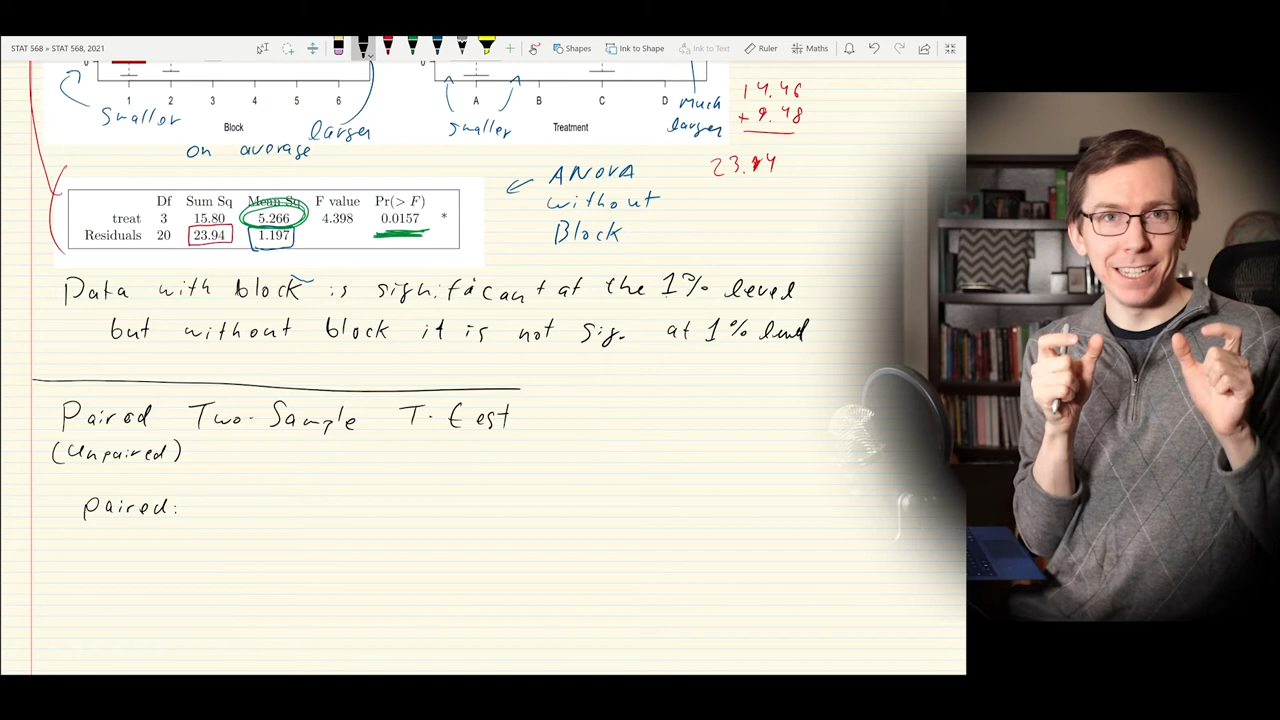 STAT 568 » STAT 568, 2021
Shapes
Ink to Shape
Ink to Text
Ruler
Maths
0
1 2 3 4 5 6
Block
Smaller
larger
on average
0
A B C D
Treatment
smaller
Much
larger
14.46
+ 9.48
23.94
Df Sum Sq Mean Sq F value Pr(> F)
treat 3 15.80 5.266 4.398 0.0157 *
Residuals 20 23.94 1.197
ANOVA
without
Block
Data with block is significant at the 1% level
but without block it is not sig. at 1% level
Paired Two-Sample T-test
(Unpaired)
paired: